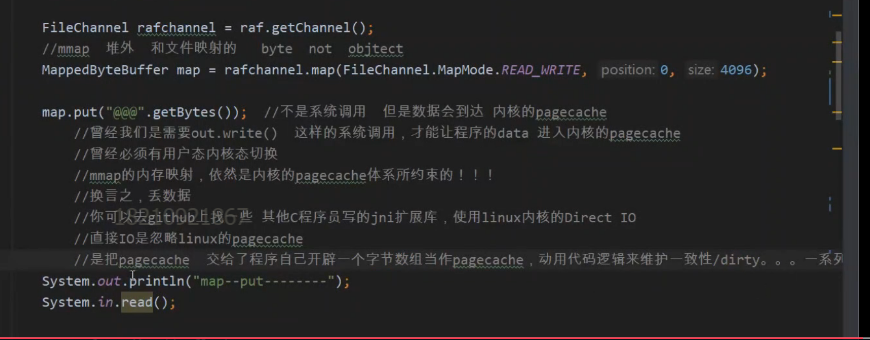 FileChannel rafchannel = raf.getChannel();
//mmap 堆外 和文件映射的 byte not objtect
MappedByteBuffer map = rafchannel.map(FileChannel.MapMode.READ_WRITE, position: 0, size: 4096);
map.put("@@@".getBytes()); //不是系统调用 但是数据会到达 内核的pagecache
//曾经我们是需要out.write() 这样的系统调用，才能让程序的data 进入内核的pagecache
//曾经必须有用户态内核态切换
//mmap的内存映射，依然是内核的pagecache体系所约束的！！！
//换言之，丢数据
//你可以去github上找一些 其他C程序员写的jni扩展库，使用linux内核的Direct IO
//直接IO是忽略linux的pagecache
//是把pagecache 交给了程序自己开辟一个字节数组当作pagecache，动用代码逻辑来维护一致性/dirty。。。一系列
System.out.println("map--put--------");
System.in.read();